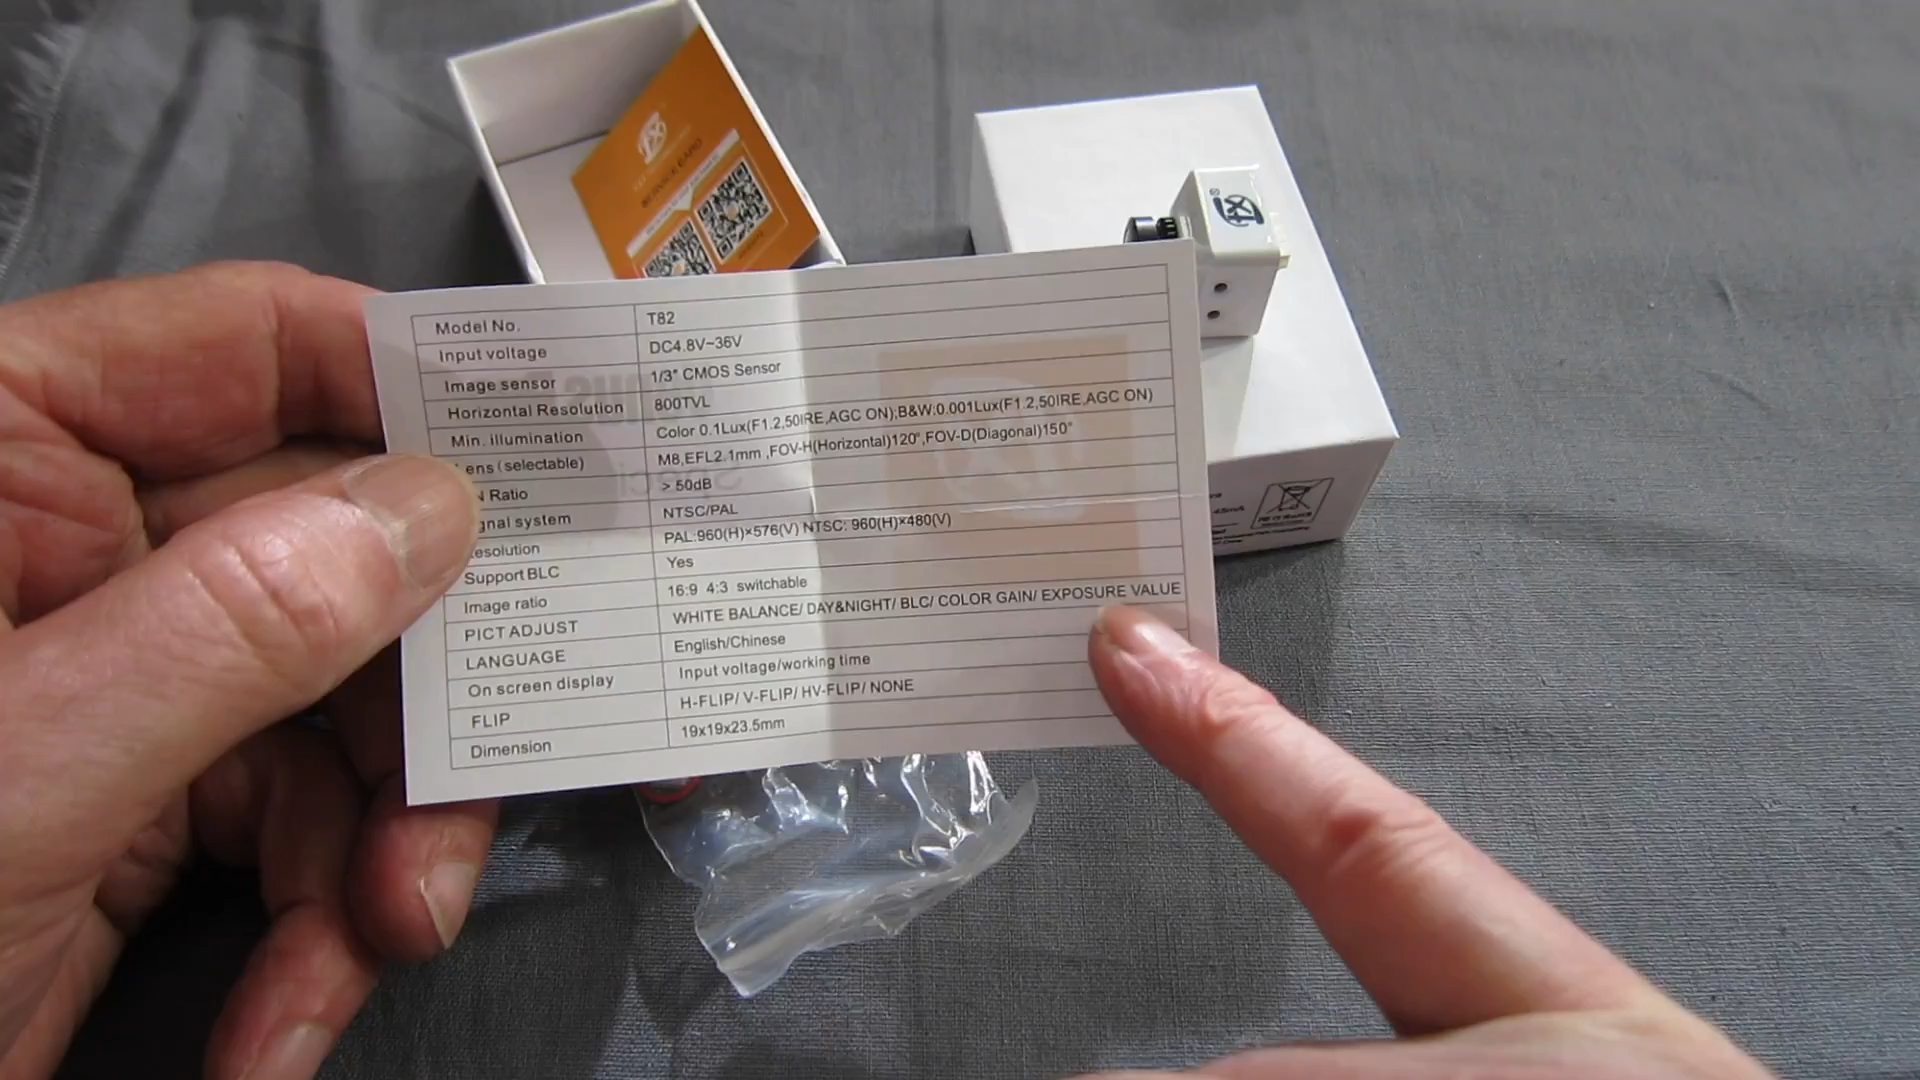 SERVICE CARD
FX
Model No. T82
Input voltage DC4.8V~36V
Image sensor 1/3" CMOS Sensor
Horizontal Resolution 800TVL
Min. illumination Color 0.1Lux(F1.2,50IRE,AGC ON);B&W:0.001Lux(F1.2,50IRE,AGC ON)
ens (selectable) M8,EFL2.1mm ,FOV-H(Horizontal)120°,FOV-D(Diagonal)150°
N Ratio > 50dB
gnal system NTSC/PAL
esolution PAL:960(H)×576(V) NTSC: 960(H)×480(V)
Support BLC Yes
Image ratio 16:9 4:3 switchable
PICT ADJUST WHITE BALANCE/ DAY&NIGHT/ BLC/ COLOR GAIN/ EXPOSURE VALUE
LANGUAGE English/Chinese
On screen display Input voltage/working time
FLIP H-FLIP/ V-FLIP/ HV-FLIP/ NONE
Dimension 19x19x23.5mm